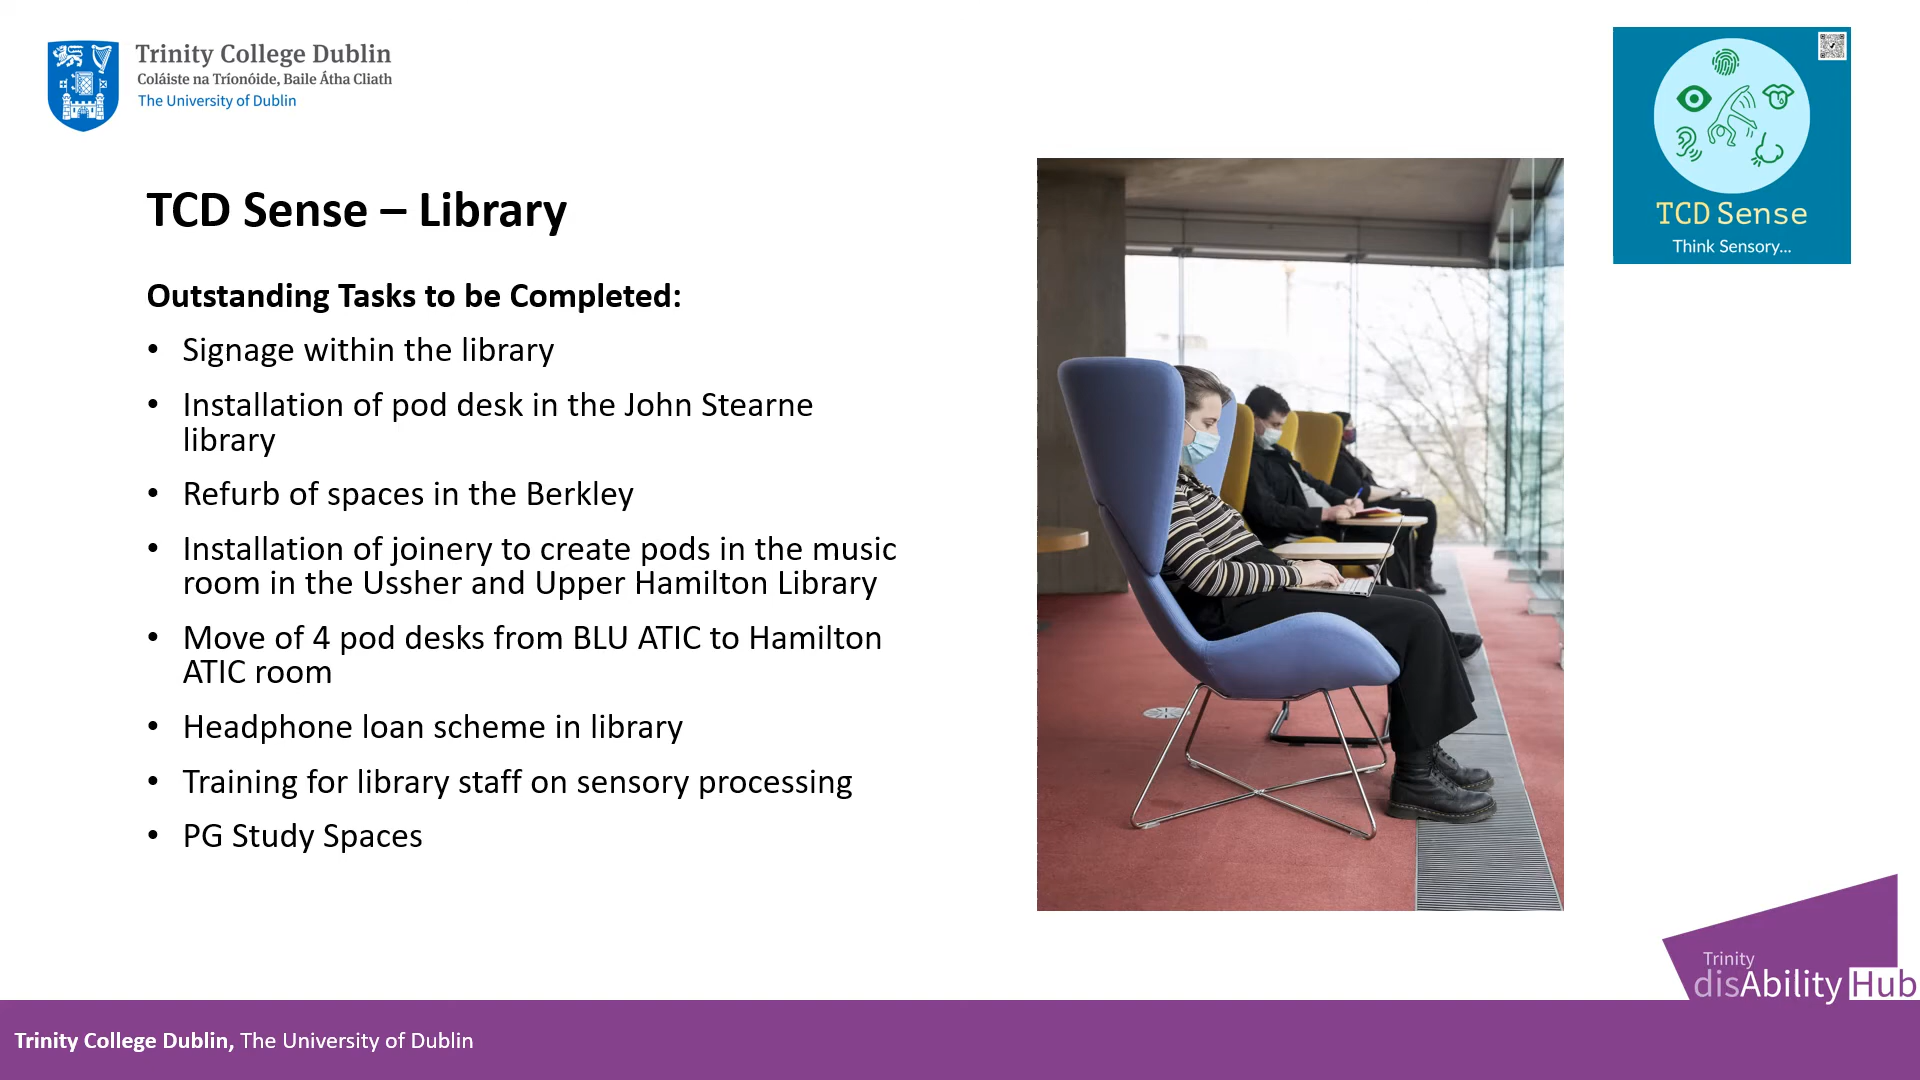 Trinity College Dublin
Coláiste na Tríonóide, Baile Átha Cliath
The University of Dublin
TCD Sense
Think Sensory...
TCD Sense – Library
Outstanding Tasks to be Completed:
• Signage within the library
• Installation of pod desk in the John Stearne
library
• Refurb of spaces in the Berkley
• Installation of joinery to create pods in the music
room in the Ussher and Upper Hamilton Library
• Move of 4 pod desks from BLU ATIC to Hamilton
ATIC room
• Headphone loan scheme in library
• Training for library staff on sensory processing
• PG Study Spaces
Trinity
disAbility Hub
Trinity College Dublin, The University of Dublin